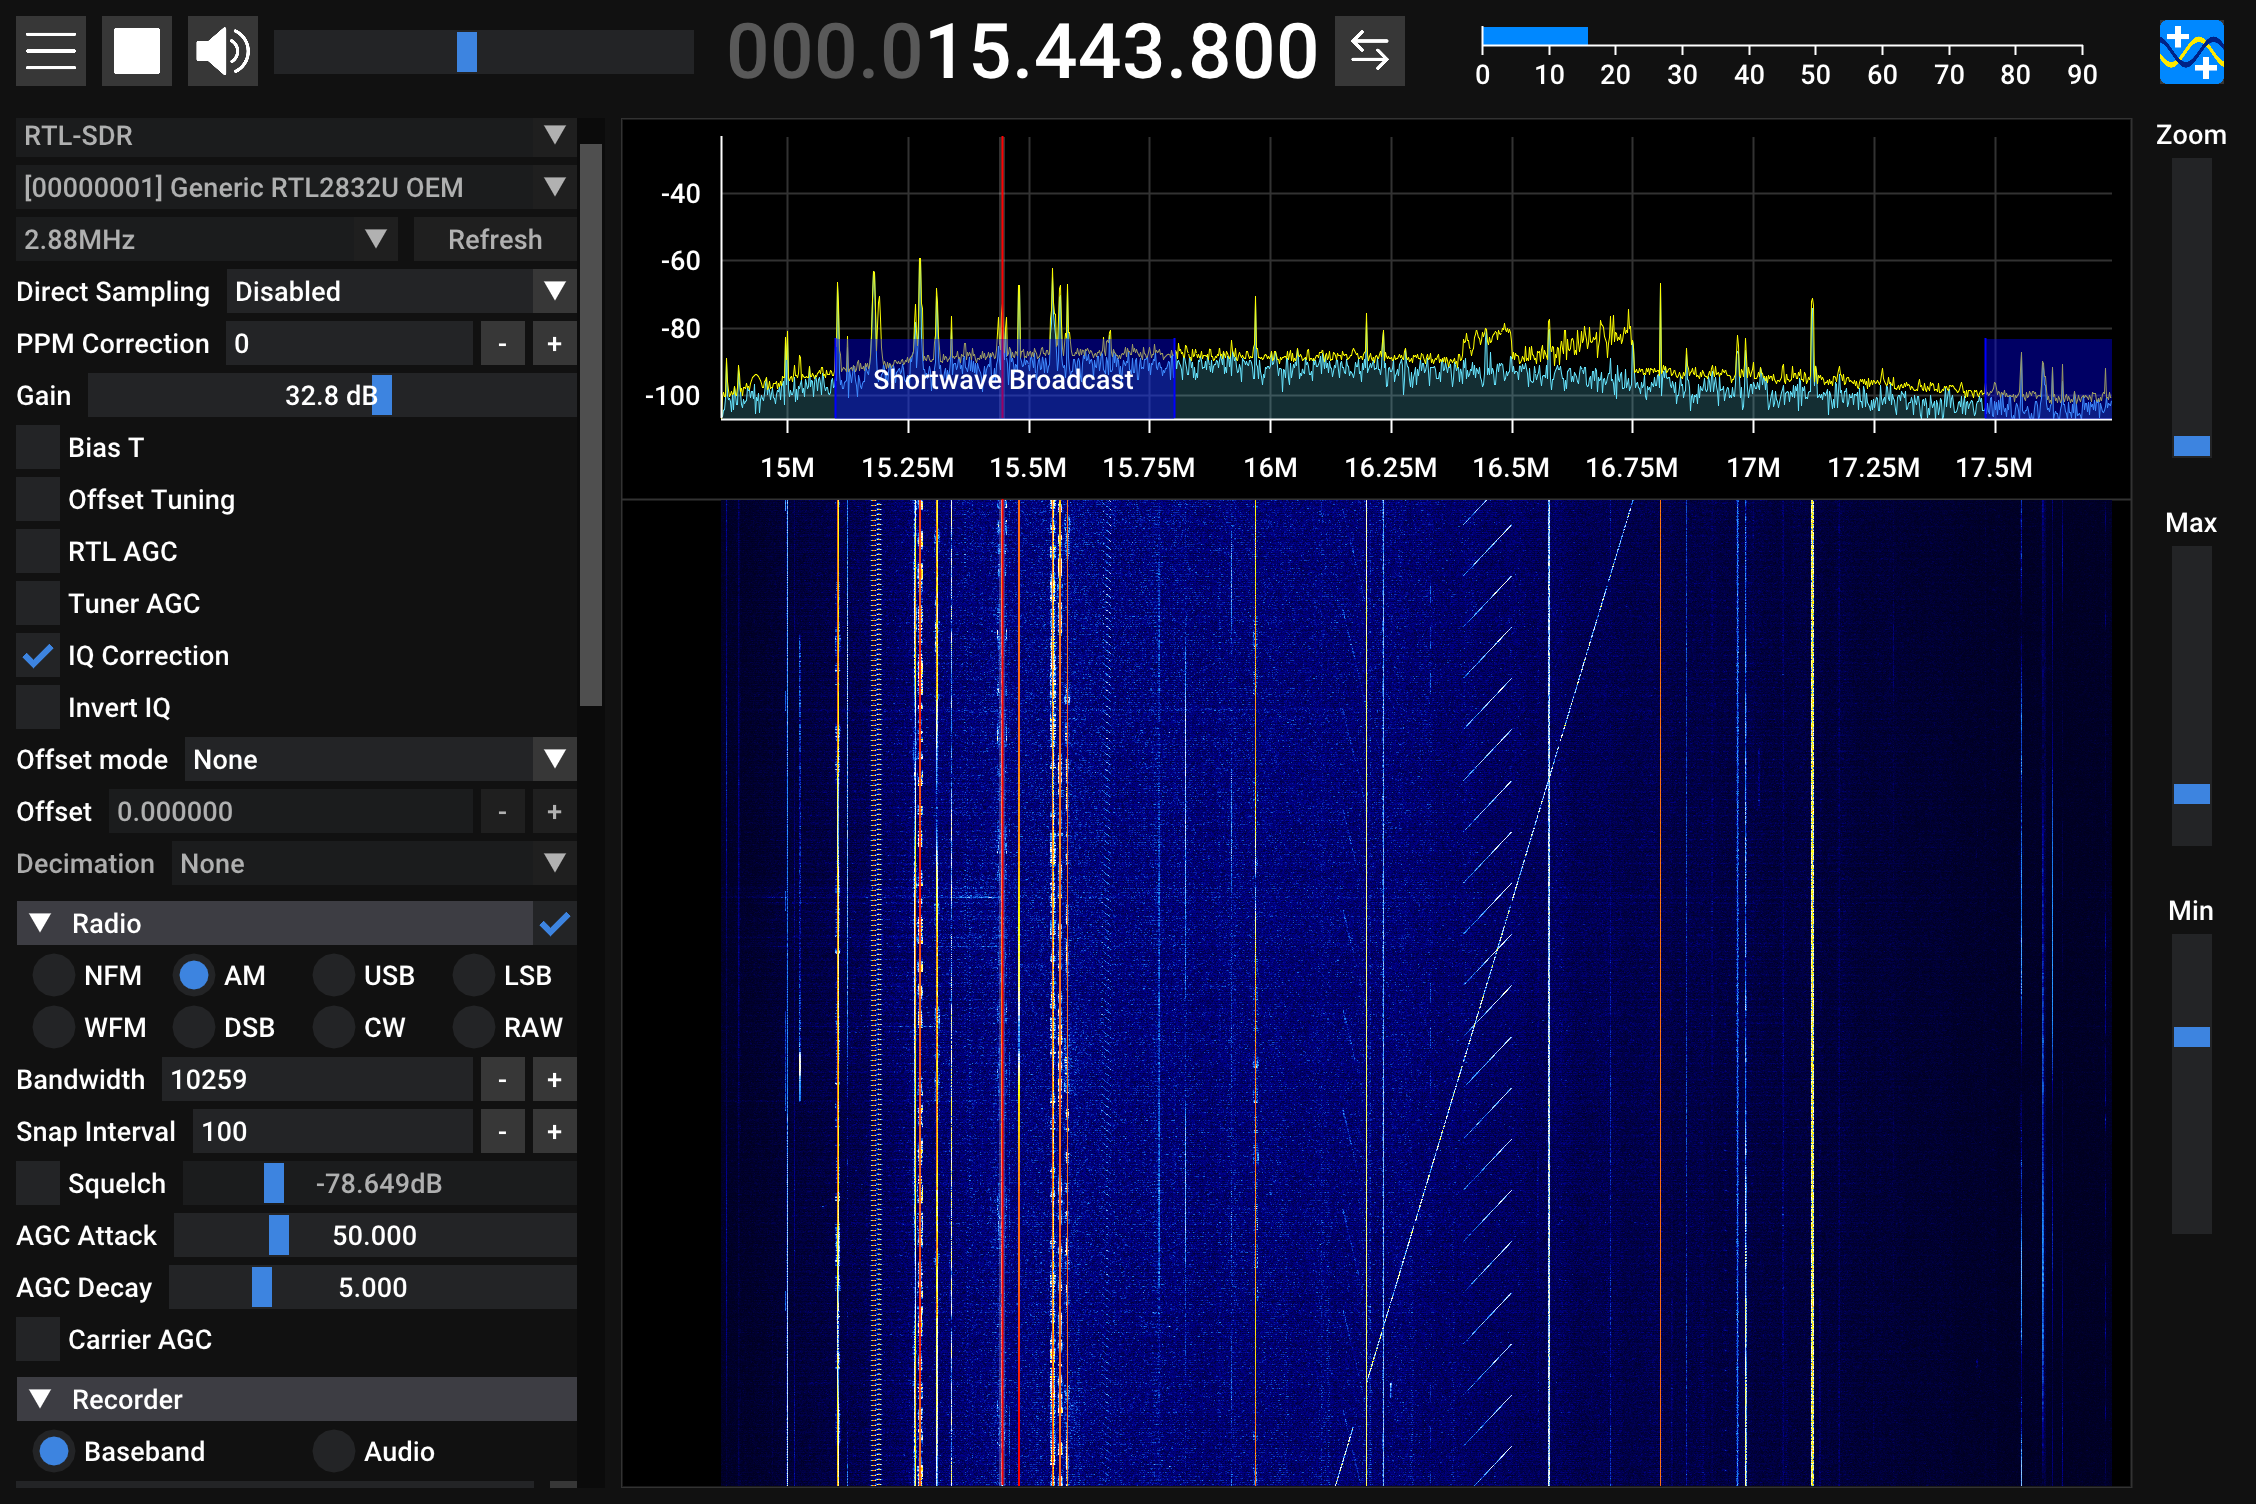 000.015.443.800
0 10 20 30 40 50 60 70 80 90
RTL-SDR
[00000001] Generic RTL2832U OEM
2.88MHz
Refresh
Direct Sampling Disabled
PPM Correction 0 - +
Gain 32.8 dB
Bias T
Offset Tuning
RTL AGC
Tuner AGC
IQ Correction
Invert IQ
Offset mode None
Offset 0.000000 - +
Decimation None
Radio
NFM AM USB LSB
WFM DSB CW RAW
Bandwidth 10259 - +
Snap Interval 100 - +
Squelch -78.649dB
AGC Attack 50.000
AGC Decay 5.000
Carrier AGC
Recorder
Baseband Audio
-40
-60
-80
-100
Shortwave Broadcast
15M 15.25M 15.5M 15.75M 16M 16.25M 16.5M 16.75M 17M 17.25M 17.5M
Zoom
Max
Min